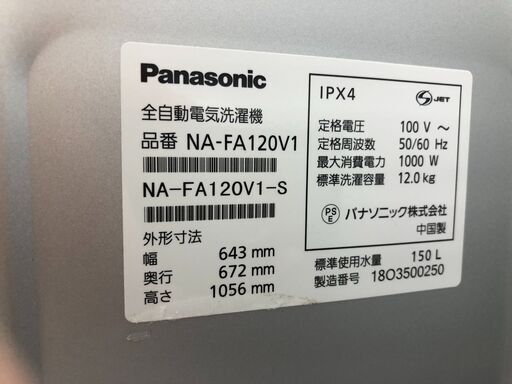 Panasonic
全自動電気洗濯機
品番 NA-FA120V1
NA-FA120V1-S
外形寸法
幅 643 mm
奥行 672 mm
高さ 1056 mm
IPX4
S JET
定格電圧 100 V ～
定格周波数 50/60 Hz
最大消費電力 1000 W
標準洗濯容量 12.0 kg
PS E パナソニック株式会社
中国製
標準使用水量 150 L
製造番号 18O3500250